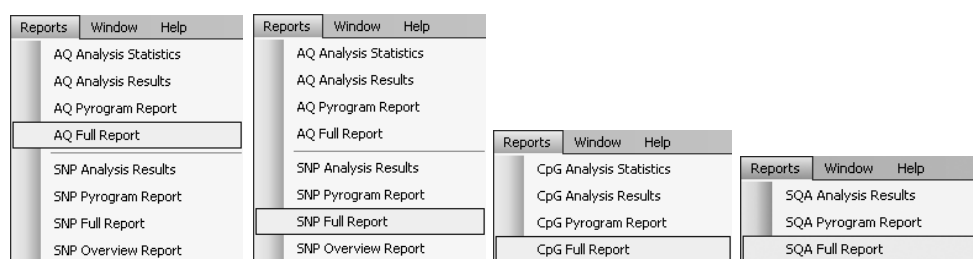 Reports Window Help
AQ Analysis Statistics
AQ Analysis Results
AQ Pyrogram Report
AQ Full Report
SNP Analysis Results
SNP Pyrogram Report
SNP Full Report
SNP Overview Report
Reports Window Help
AQ Analysis Statistics
AQ Analysis Results
AQ Pyrogram Report
AQ Full Report
SNP Analysis Results
SNP Pyrogram Report
SNP Full Report
SNP Overview Report
Reports Window Help
CpG Analysis Statistics
CpG Analysis Results
CpG Pyrogram Report
CpG Full Report
Reports Window Help
SQA Analysis Results
SQA Pyrogram Report
SQA Full Report